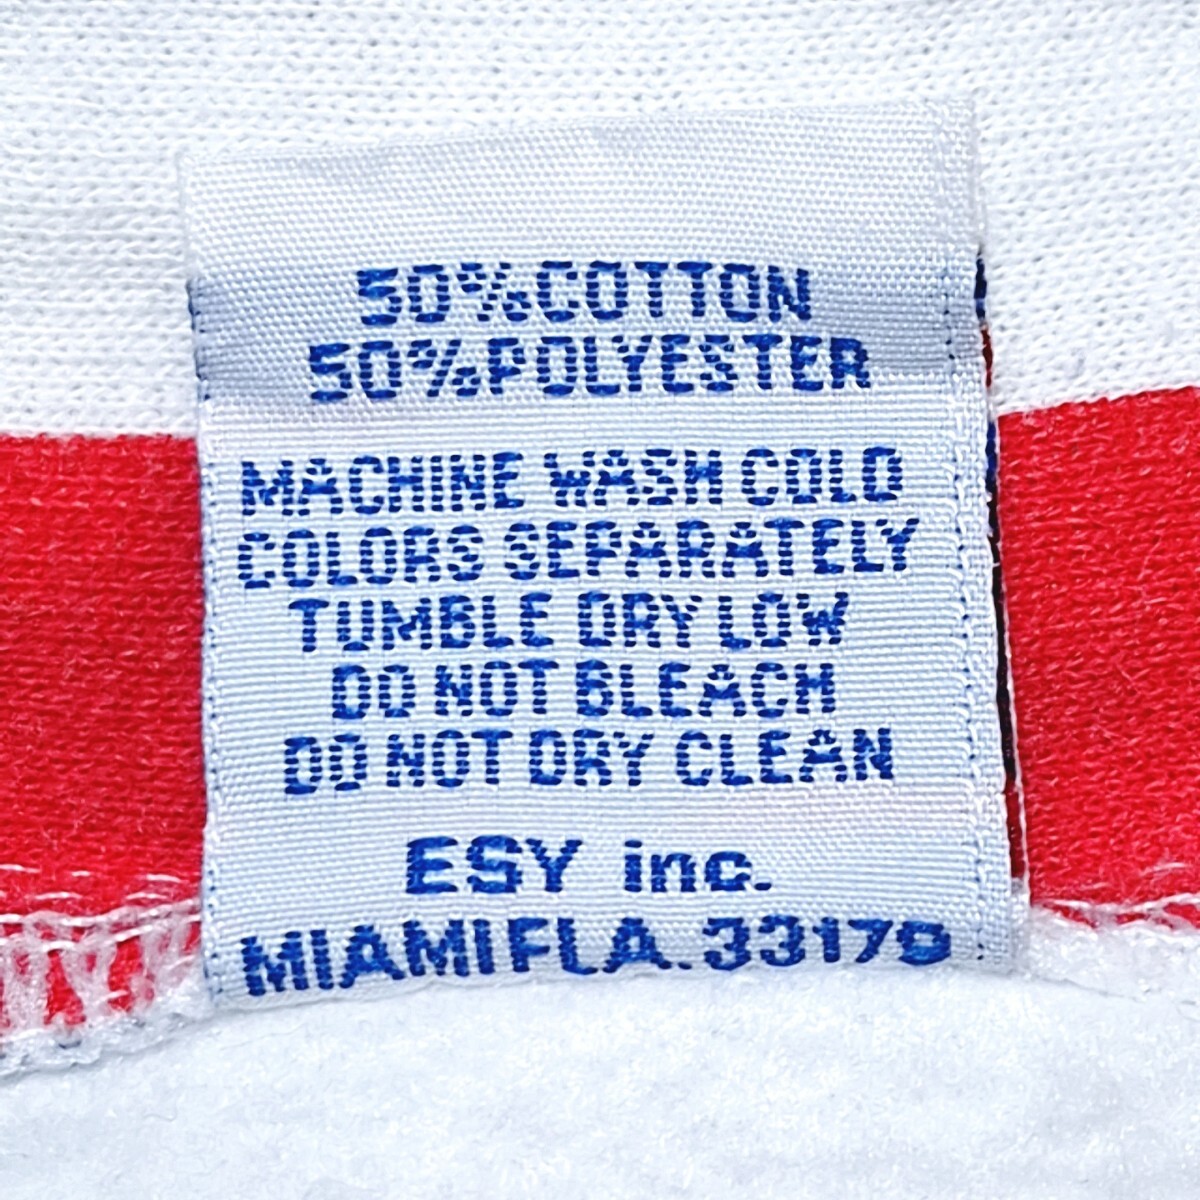 50%COTTON
50%POLYESTER
MACHINE WASH COLD
COLORS SEPARATELY
TUMBLE DRY LOW
DO NOT BLEACH
DO NOT DRY CLEAN
ESY inc.
MIAMI FLA. 33179